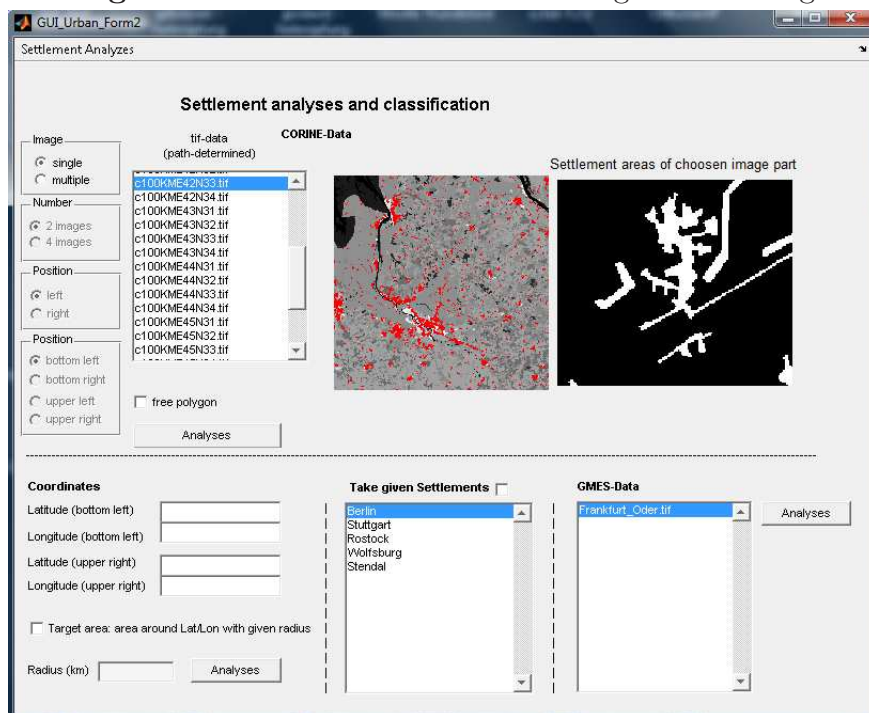 GUI_Urban_Form2
Settlement Analyzes
Settlement analyses and classification
Image
single
multiple
Number
2 images
4 images
Position
left
right
Position
bottom left
bottom right
upper left
upper right
tif-data
(path-determined)
c100KME42N33.tif
c100KME42N34.tif
c100KME43N31.tif
c100KME43N32.tif
c100KME43N33.tif
c100KME43N34.tif
c100KME44N31.tif
c100KME44N32.tif
c100KME44N33.tif
c100KME44N34.tif
c100KME45N31.tif
c100KME45N32.tif
c100KME45N33.tif
free polygon
Analyses
CORINE-Data
Settlement areas of choosen image part
Coordinates
Latitude (bottom left)
Longitude (bottom left)
Latitude (upper right)
Longitude (upper right)
Target area: area around Lat/Lon with given radius
Radius (km)
Analyses
Take given Settlements
Berlin
Stuttgart
Rostock
Wolfsburg
Stendal
GMES-Data
Frankfurt_Oder.tif
Analyses